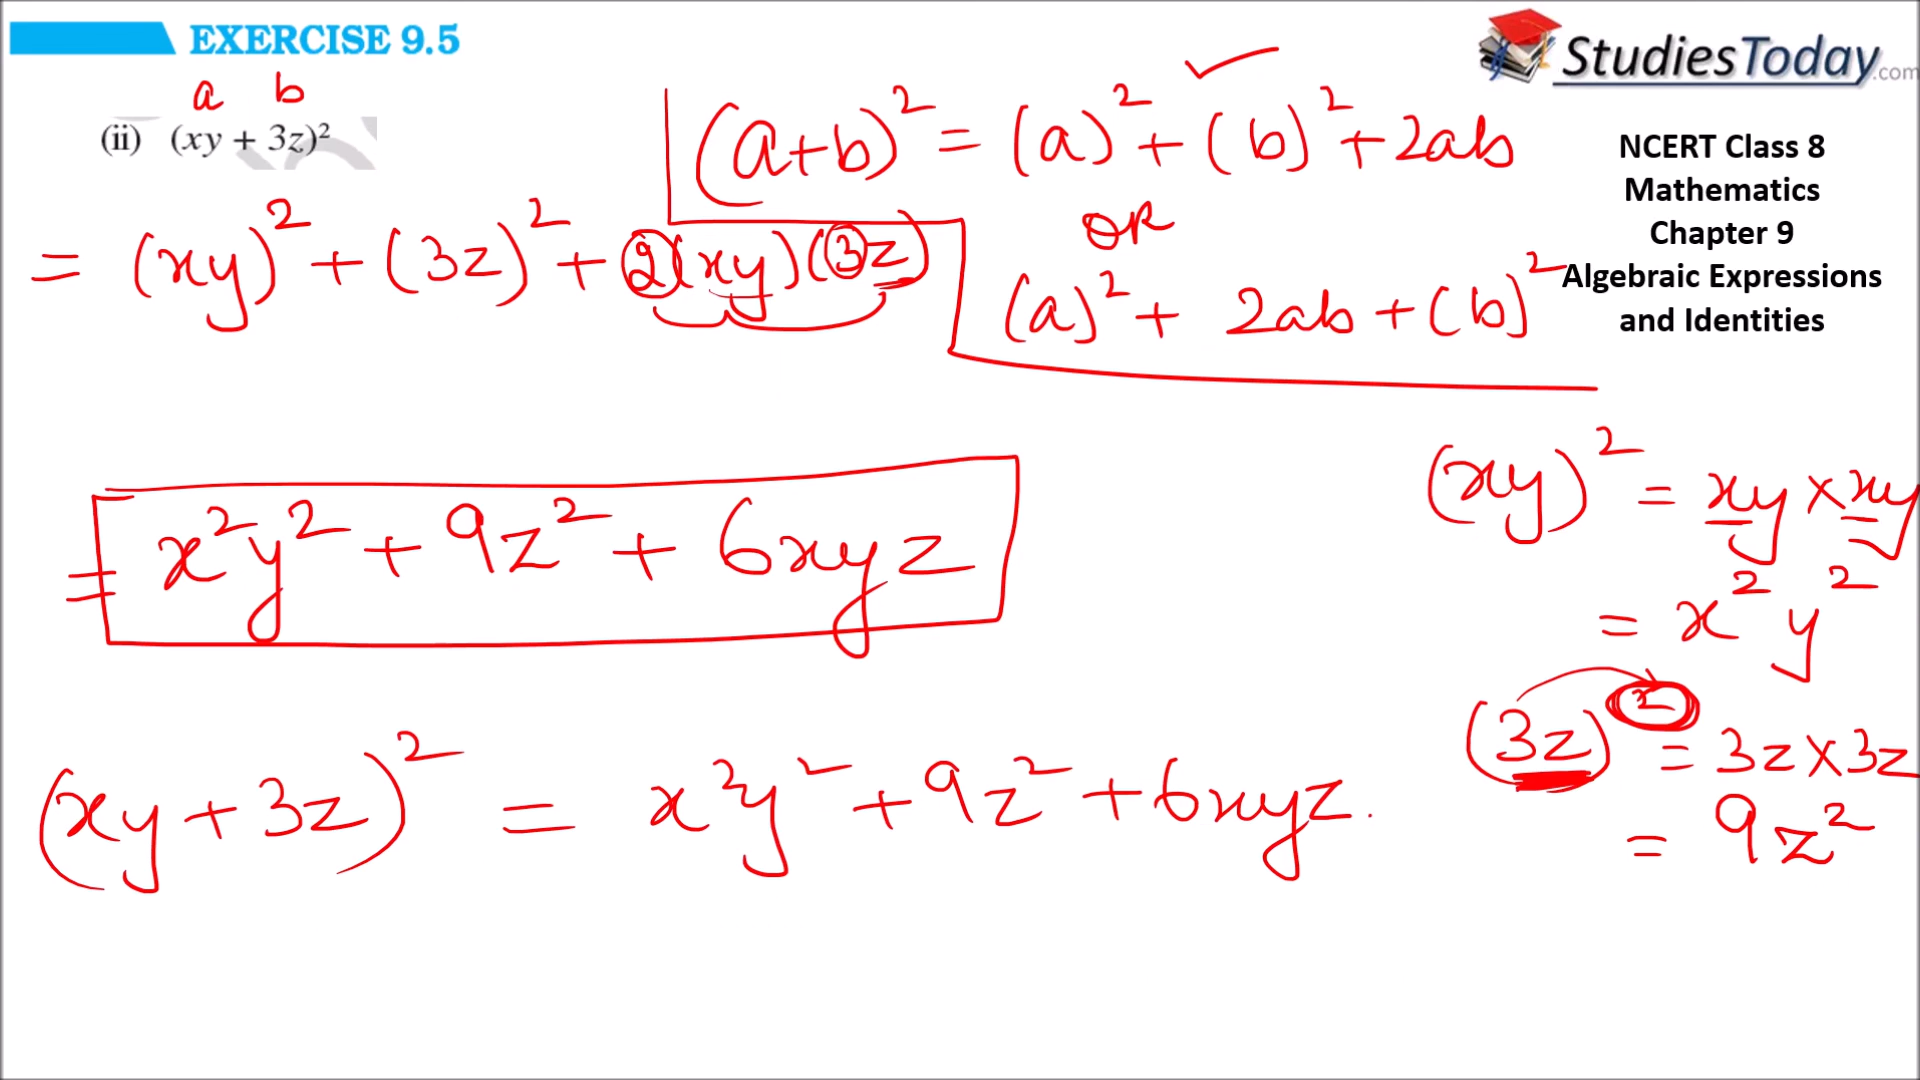 EXERCISE 9.5
StudiesToday.com
a b
(ii) (xy + 3z)²
(a+b)² = (a)² + (b)² + 2ab
OR
(a)² + 2ab + (b)²
NCERT Class 8
Mathematics
Chapter 9
Algebraic Expressions
and Identities
= (xy)² + (3z)² + 2(xy)(3z)
= x²y² + 9z² + 6xyz
(xy)² = xy × xy
= x² y²
(3z)² = 3z × 3z
= 9z²
(xy + 3z)² = x²y² + 9z² + 6xyz.